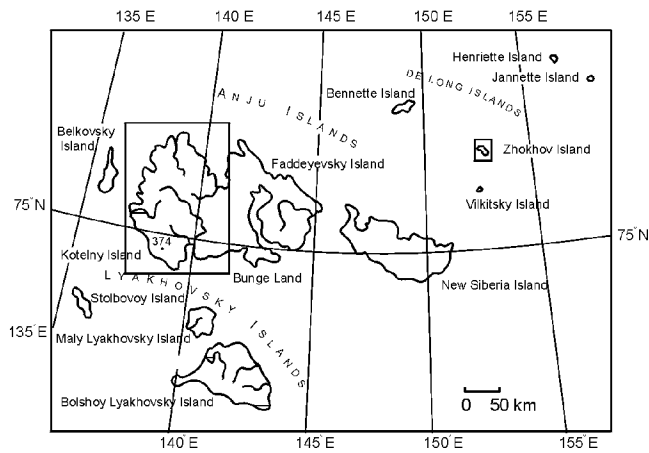 135°E 140°E 145°E 150°E 155°E
Henriette Island
Jannette Island
DE LONG ISLANDS
Bennette Island
ANJU ISLANDS
Belkovsky
Island
Zhokhov Island
Faddeyevsky Island
75°N
Vilkitsky Island
75°N
374
Kotelny Island
Bunge Land
New Siberia Island
LYAKHOVSKY ISLANDS
Stolbovoy Island
135°E
Maly Lyakhovsky Island
Bolshoy Lyakhovsky Island
0 50 km
140°E 145°E 150°E 155°E